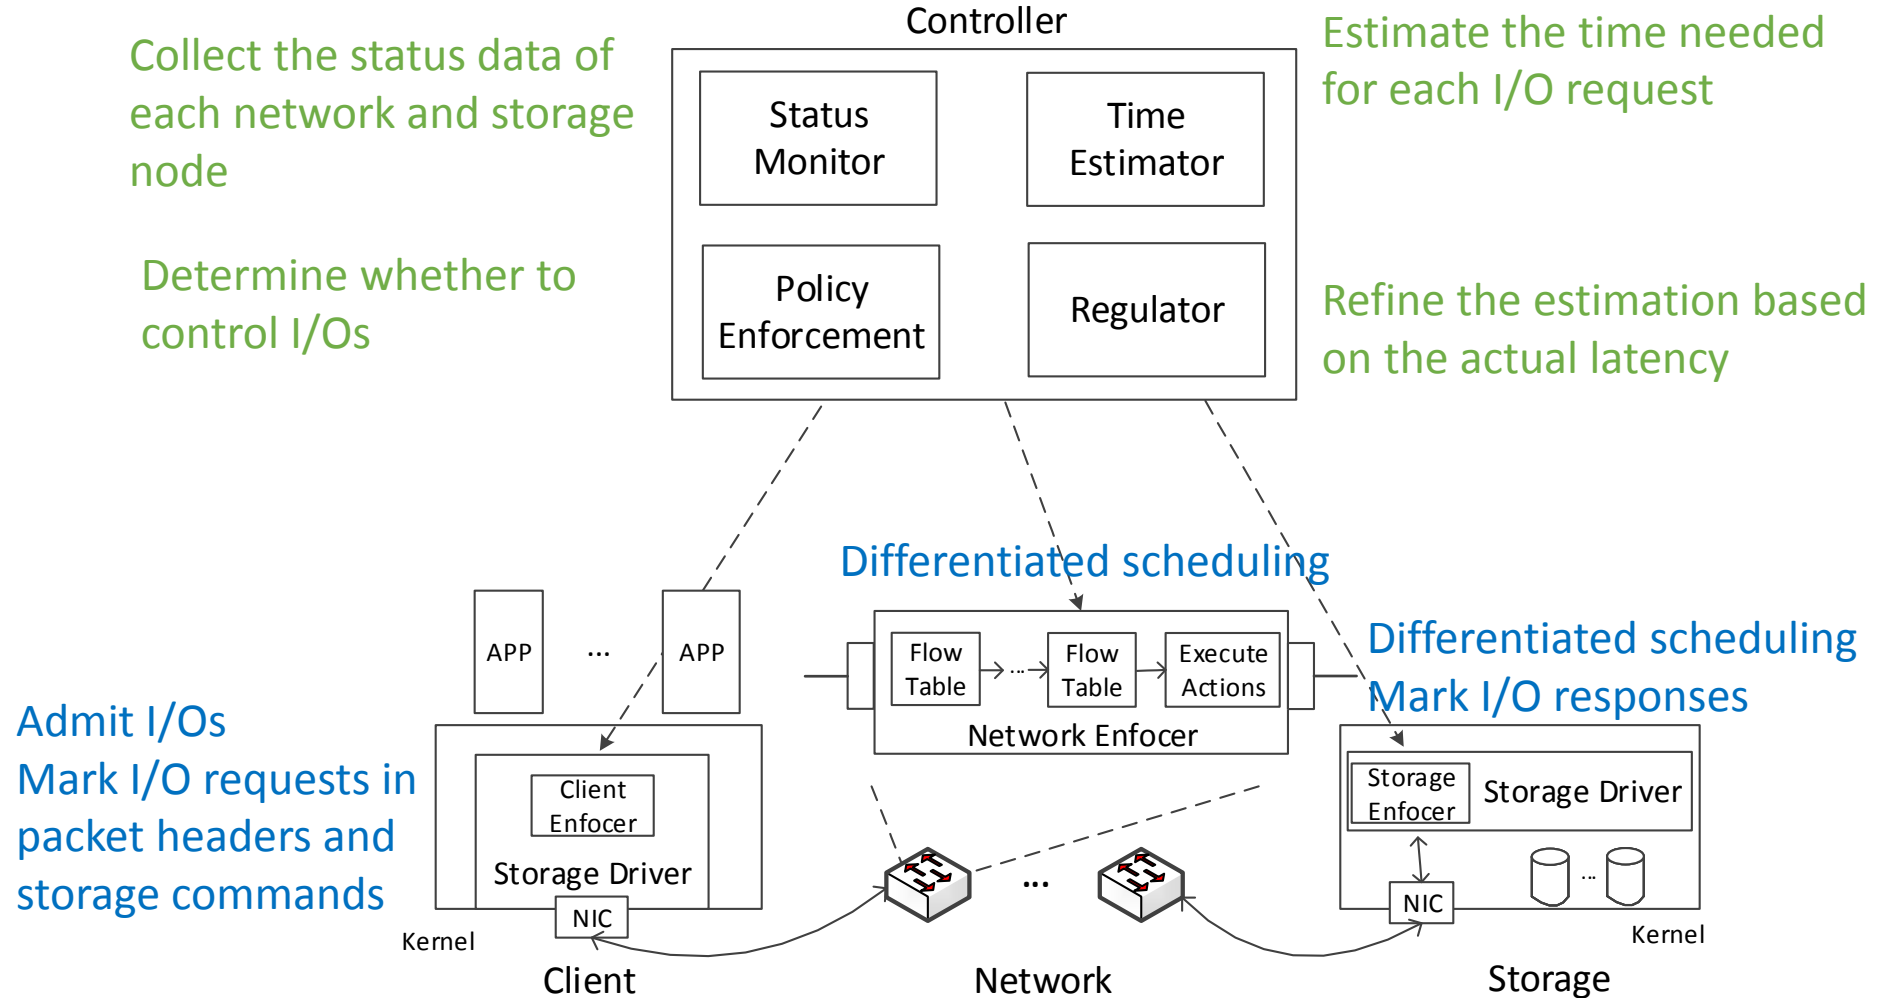 Controller
Collect the status data of
each network and storage
node
Estimate the time needed
for each I/O request
Status
Monitor
Time
Estimator
Determine whether to
control I/Os
Policy
Enforcement
Regulator
Refine the estimation based
on the actual latency
Differentiated scheduling
APP
...
APP
Flow
Table
...
Flow
Table
Execute
Actions
Network Enfocer
Differentiated scheduling
Mark I/O responses
Admit I/Os
Mark I/O requests in
packet headers and
storage commands
Client
Enfocer
Storage Driver
NIC
Kernel
Client
...
Network
Storage
Enfocer
Storage Driver
...
NIC
Kernel
Storage